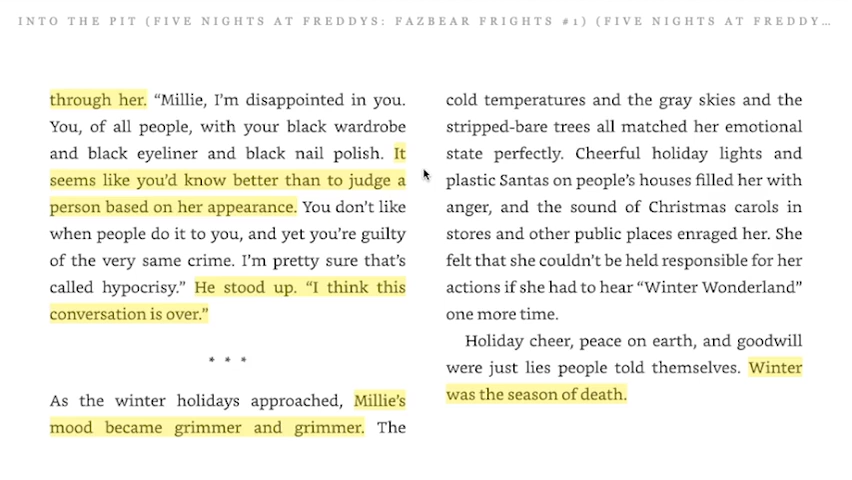 INTO THE PIT (FIVE NIGHTS AT FREDDYS: FAZBEAR FRIGHTS #1) (FIVE NIGHTS AT FREDDY...
through her. “Millie, I’m disappointed in you.
You, of all people, with your black wardrobe
and black eyeliner and black nail polish. It
seems like you’d know better than to judge a
person based on her appearance. You don’t like
when people do it to you, and yet you’re guilty
of the very same crime. I’m pretty sure that’s
called hypocrisy.” He stood up. “I think this
conversation is over.”
* * *
As the winter holidays approached, Millie’s
mood became grimmer and grimmer. The
cold temperatures and the gray skies and the
stripped-bare trees all matched her emotional
state perfectly. Cheerful holiday lights and
plastic Santas on people’s houses filled her with
anger, and the sound of Christmas carols in
stores and other public places enraged her. She
felt that she couldn’t be held responsible for her
actions if she had to hear “Winter Wonderland”
one more time.
Holiday cheer, peace on earth, and goodwill
were just lies people told themselves. Winter
was the season of death.